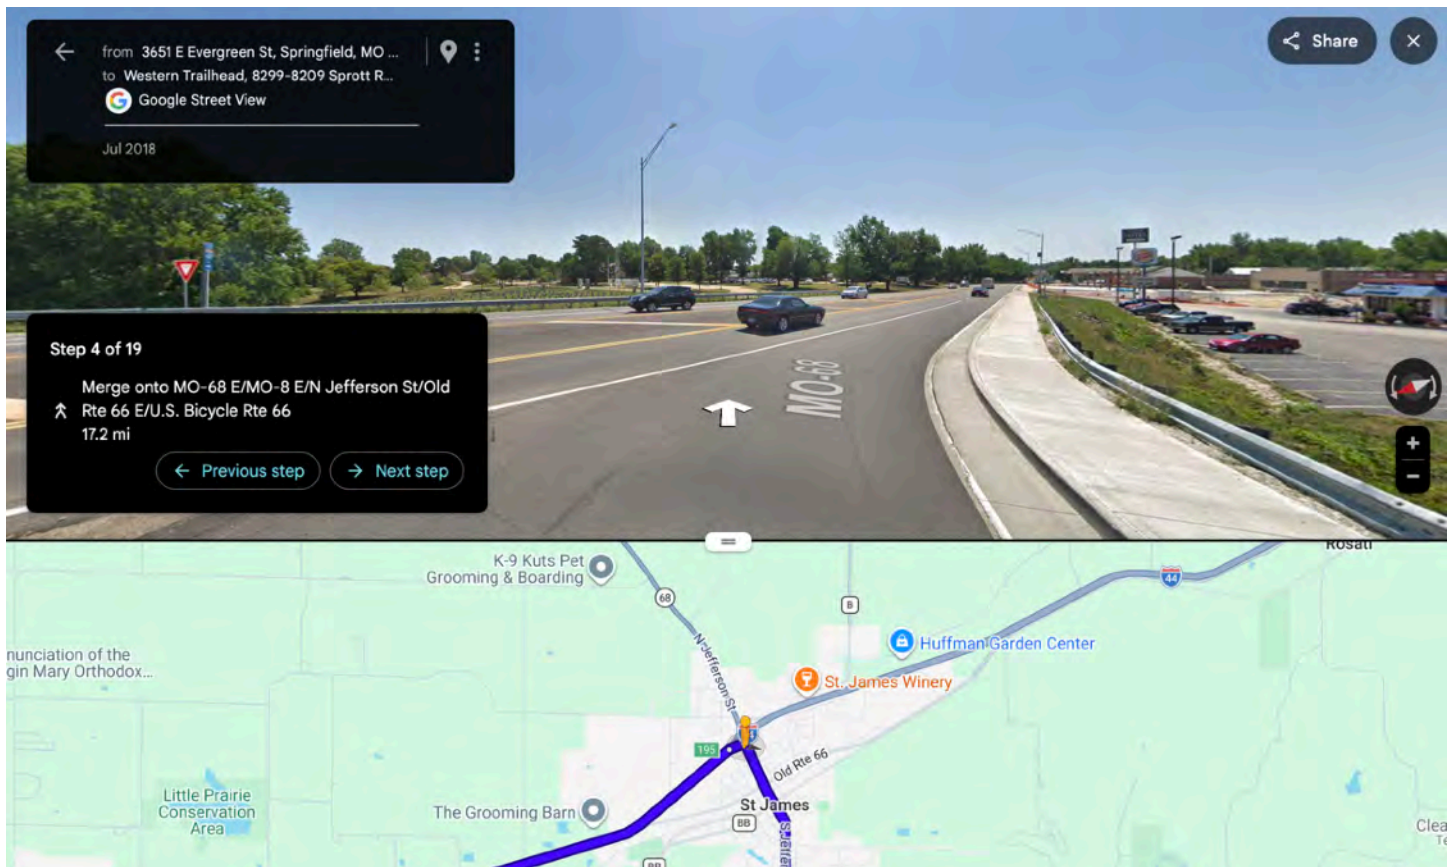 from 3651 E Evergreen St, Springfield, MO ...
to Western Trailhead, 8299-8209 Sprott R...
Google Street View
Jul 2018
Share
Step 4 of 19
Merge onto MO-68 E/MO-8 E/N Jefferson St/Old
Rte 66 E/U.S. Bicycle Rte 66
17.2 mi
Previous step
Next step
MO-68
+
−
K-9 Kuts Pet
Grooming & Boarding
Rosati
44
68
B
nunciation of the
gin Mary Orthodox...
N Jefferson St
Huffman Garden Center
St. James Winery
195
Old Rte 66
Little Prairie
Conservation
Area
The Grooming Barn
St James
BB
Clea
BB